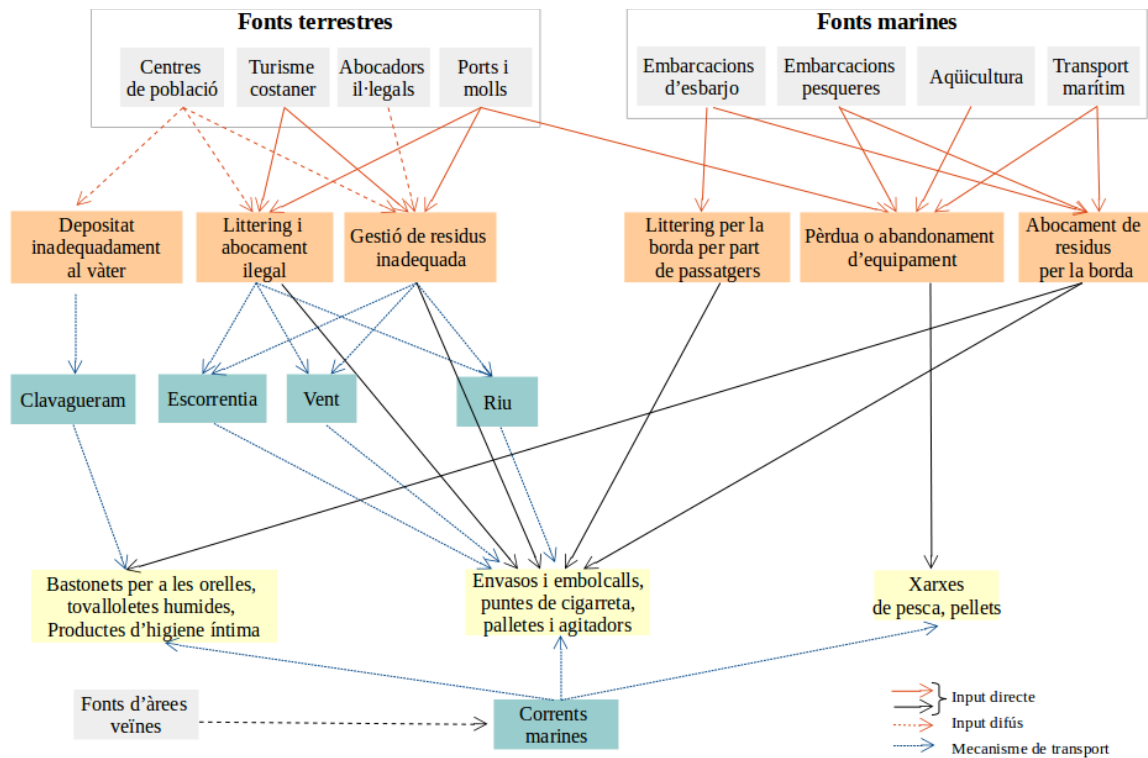 Fonts terrestres
Fonts marines
Centres
de població
Turisme
costaner
Abocadors
il·legals
Ports i
molls
Embarcacions
d'esbarjo
Embarcacions
pesqueres
Aqüicultura
Transport
marítim
Depositat
inadequadament
al vàter
Littering i
abocament
ilegal
Gestió de residus
inadequada
Littering per la
borda per part
de passatgers
Pèrdua o abandonament
d'equipament
Abocament de
residus
per la borda
Clavagueram
Escorrentia
Vent
Riu
Bastonets per a les orelles,
tovalloletes humides,
Productes d'higiene íntima
Envasos i embolcalls,
puntes de cigarreta,
palletes i agitadors
Xarxes
de pesca, pellets
Fonts d'àrees
veïnes
Corrents
marines
Input directe
Input difús
Mecanisme de transport